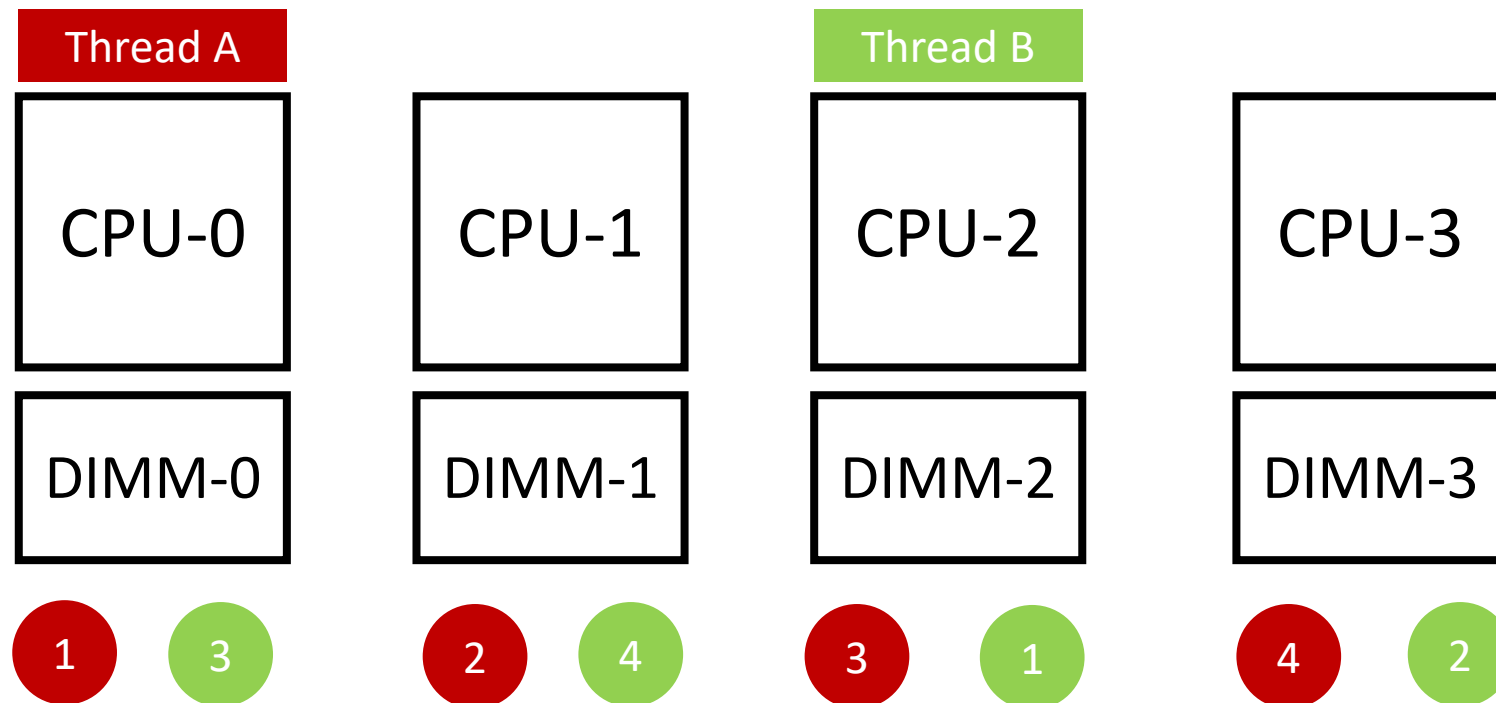 Thread A
Thread B
CPU-0
CPU-1
CPU-2
CPU-3
DIMM-0
DIMM-1
DIMM-2
DIMM-3
1
3
2
4
3
1
4
2